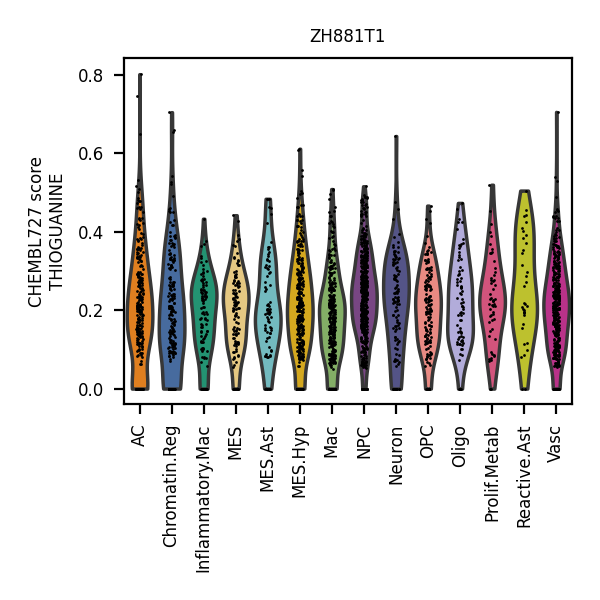 ZH881T1
CHEMBL727 score
THIOGUANINE
0.8
0.6
0.4
0.2
0.0
AC
Chromatin.Reg
Inflammatory.Mac
MES
MES.Ast
MES.Hyp
Mac
NPC
Neuron
OPC
Oligo
Prolif.Metab
Reactive.Ast
Vasc